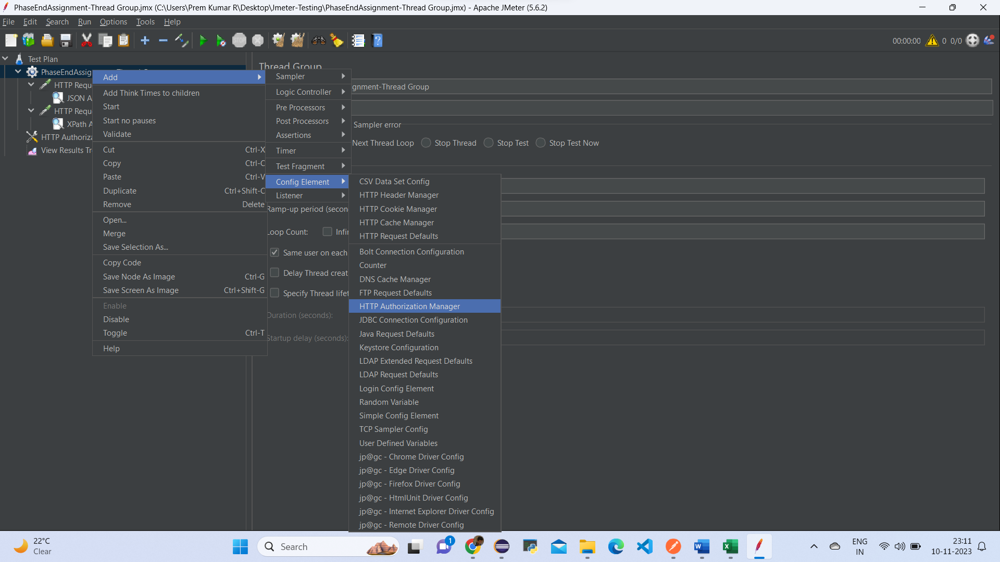 PhaseEndAssignment-Thread Group.jmx (C:\Users\Prem Kumar R\Desktop\Jmeter-Testing\PhaseEndAssignment-Thread Group.jmx) - Apache JMeter (5.6.2)
File Edit Search Run Options Tools Help
STOP
00:00:00 0 0/0
Test Plan
PhaseEndAssig
HTTP Requ
JSON A
HTTP Requ
XPath A
HTTP Authoriza
View Results Tr
Add
Add Think Times to children
Start
Start no pauses
Validate
Cut Ctrl-X
Copy Ctrl-C
Paste Ctrl-V
Duplicate Ctrl+Shift-C
Remove Delete
Open...
Merge
Save Selection As...
Copy Code
Save Node As Image Ctrl-G
Save Screen As Image Ctrl+Shift-G
Enable
Disable
Toggle Ctrl-T
Help
Sampler
Logic Controller
Pre Processors
Post Processors
Assertions
Timer
Test Fragment
Config Element
Listener
CSV Data Set Config
HTTP Header Manager
HTTP Cookie Manager
HTTP Cache Manager
HTTP Request Defaults
Bolt Connection Configuration
Counter
DNS Cache Manager
FTP Request Defaults
HTTP Authorization Manager
JDBC Connection Configuration
Java Request Defaults
Keystore Configuration
LDAP Extended Request Defaults
LDAP Request Defaults
Login Config Element
Random Variable
Simple Config Element
TCP Sampler Config
User Defined Variables
jp@gc - Chrome Driver Config
jp@gc - Edge Driver Config
jp@gc - Firefox Driver Config
jp@gc - HtmlUnit Driver Config
jp@gc - Internet Explorer Driver Config
jp@gc - Remote Driver Config
Thread Group
gnment-Thread Group
Sampler error
Next Thread Loop Stop Thread Stop Test Stop Test Now
Ramp-up period (secon
Loop Count: Infi
Same user on each
Delay Thread creat
Specify Thread lifet
Duration (seconds):
Startup delay (seconds):
22°C
Clear
Search
1
ENG
IN
23:11
10-11-2023